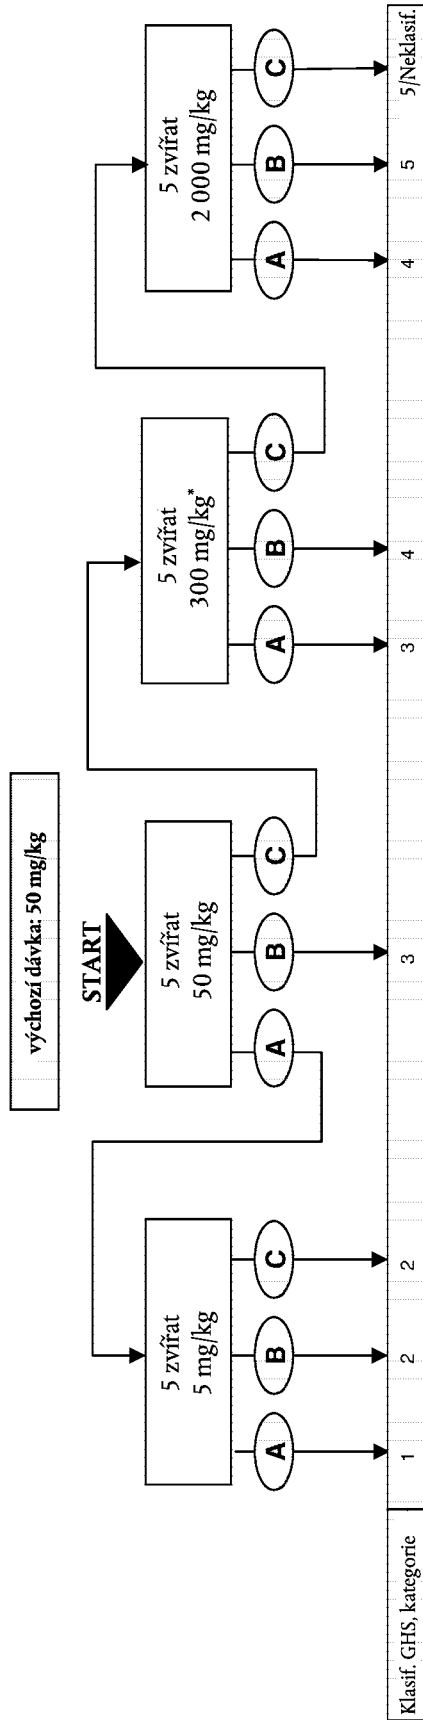 výchozí dávka: 50 mg/kg
START
5 zvířat
5 mg/kg
5 zvířat
50 mg/kg
5 zvířat
300 mg/kg*
5 zvířat
2 000 mg/kg
A
B
C
A
B
C
A
B
C
A
B
C
Klasif. GHS, kategorie
1
2
2
3
3
4
4
5
5/Neklasif.